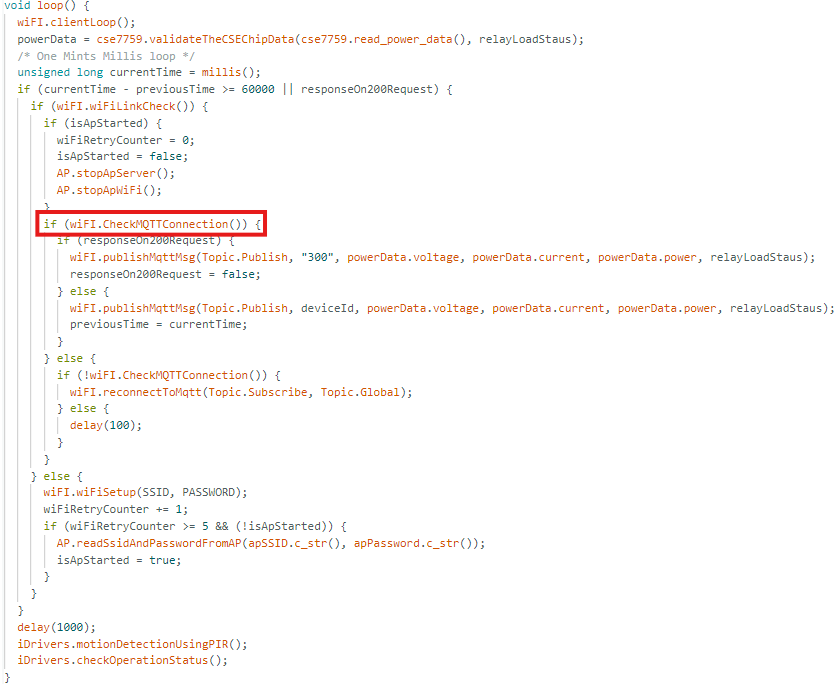 void loop() {
wiFI.clientLoop();
powerData = cse7759.validateTheCSEChipData(cse7759.read_power_data(), relayLoadStaus);
/* One Mints Millis loop */
unsigned long currentTime = millis();
if (currentTime - previousTime >= 60000 || responseOn200Request) {
if (wiFI.wiFiLinkCheck()) {
if (isApStarted) {
wiFiRetryCounter = 0;
isApStarted = false;
AP.stopApServer();
AP.stopApWiFi();
}
if (wiFI.CheckMQTTConnection()) {
if (responseOn200Request) {
wiFI.publishMqttMsg(Topic.Publish, "300", powerData.voltage, powerData.current, powerData.power, relayLoadStaus);
responseOn200Request = false;
} else {
wiFI.publishMqttMsg(Topic.Publish, deviceId, powerData.voltage, powerData.current, powerData.power, relayLoadStaus);
previousTime = currentTime;
}
} else {
if (!wiFI.CheckMQTTConnection()) {
wiFI.reconnectToMqtt(Topic.Subscribe, Topic.Global);
} else {
delay(100);
}
}
} else {
wiFI.wiFiSetup(SSID, PASSWORD);
wiFiRetryCounter += 1;
if (wiFiRetryCounter >= 5 && (!isApStarted)) {
AP.readSsidAndPasswordFromAP(apSSID.c_str(), apPassword.c_str());
isApStarted = true;
}
}
}
delay(1000);
iDrivers.motionDetectionUsingPIR();
iDrivers.checkOperationStatus();
}